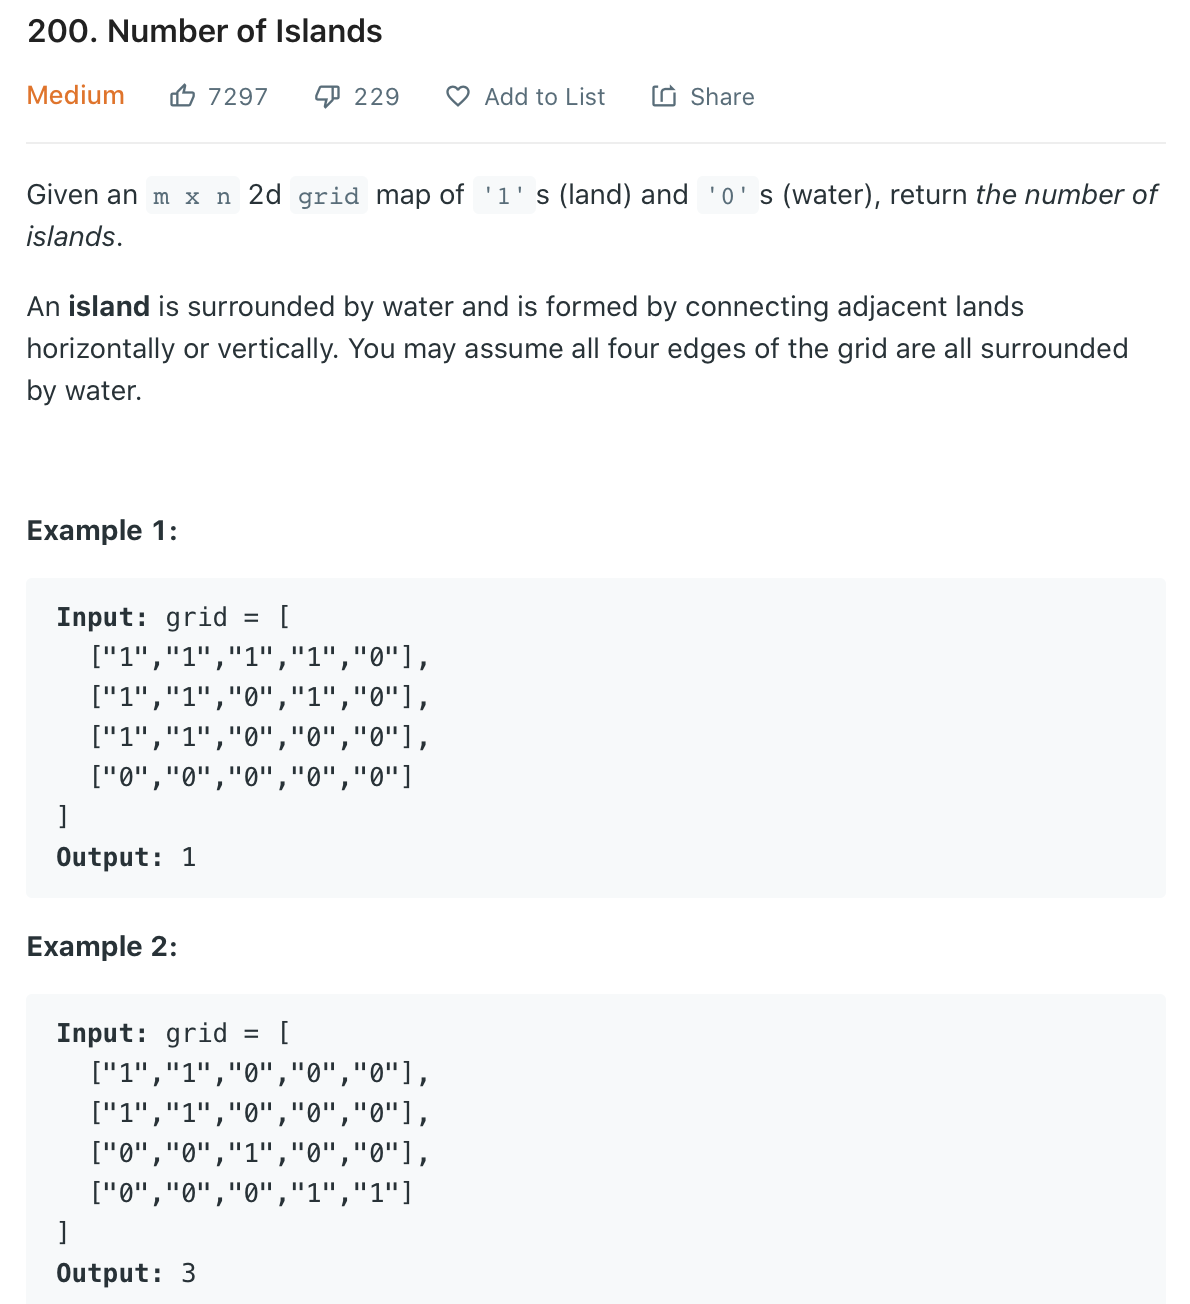 200. Number of Islands
Medium 7297 229 Add to List Share
Given an m x n 2d grid map of '1' s (land) and '0' s (water), return the number of
islands.
An island is surrounded by water and is formed by connecting adjacent lands
horizontally or vertically. You may assume all four edges of the grid are all surrounded
by water.
Example 1:
Input: grid = [
["1","1","1","1","0"],
["1","1","0","1","0"],
["1","1","0","0","0"],
["0","0","0","0","0"]
]
Output: 1
Example 2:
Input: grid = [
["1","1","0","0","0"],
["1","1","0","0","0"],
["0","0","1","0","0"],
["0","0","0","1","1"]
]
Output: 3